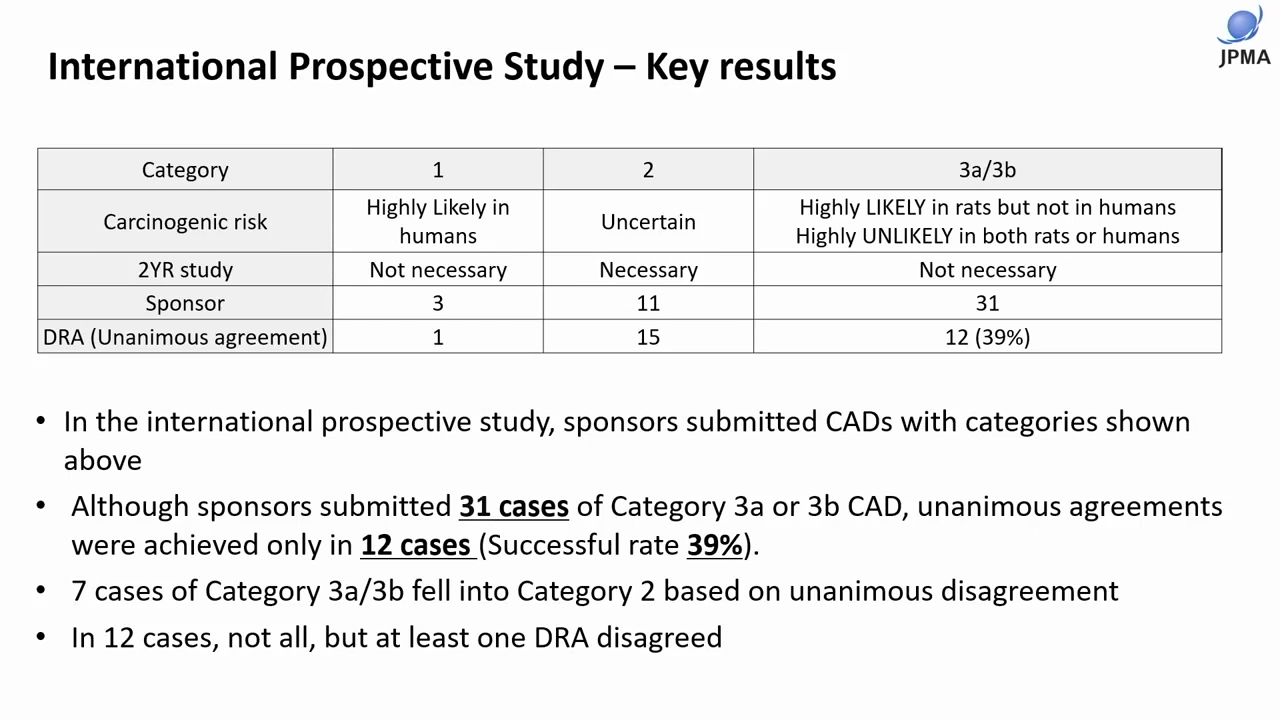 JPMA
International Prospective Study – Key results
Category 1 2 3a/3b
Carcinogenic risk Highly Likely in humans Uncertain Highly LIKELY in rats but not in humans Highly UNLIKELY in both rats or humans
2YR study Not necessary Necessary Not necessary
Sponsor 3 11 31
DRA (Unanimous agreement) 1 15 12 (39%)
• In the international prospective study, sponsors submitted CADs with categories shown
above
• Although sponsors submitted 31 cases of Category 3a or 3b CAD, unanimous agreements
were achieved only in 12 cases (Successful rate 39%).
• 7 cases of Category 3a/3b fell into Category 2 based on unanimous disagreement
• In 12 cases, not all, but at least one DRA disagreed